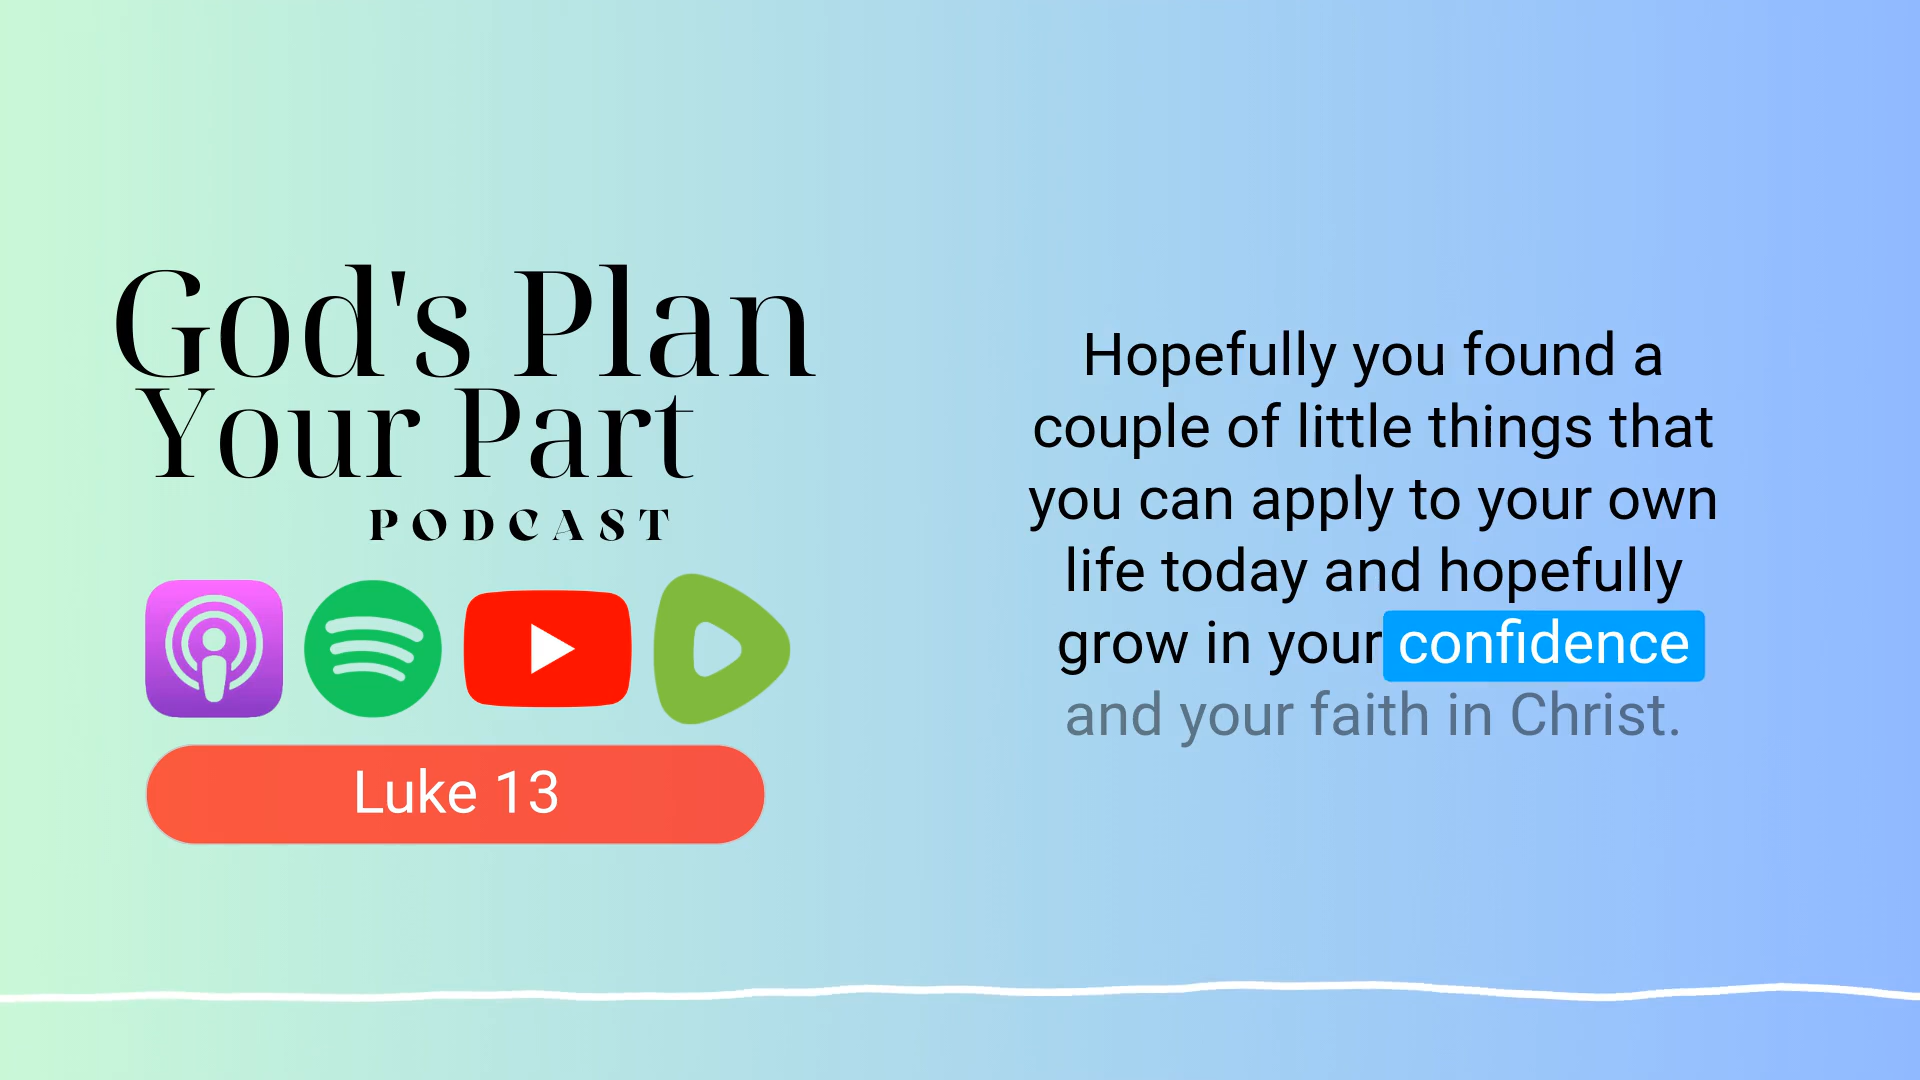 God's Plan
Your Part
PODCAST
Luke 13
Hopefully you found a
couple of little things that
you can apply to your own
life today and hopefully
grow in your confidence
and your faith in Christ.